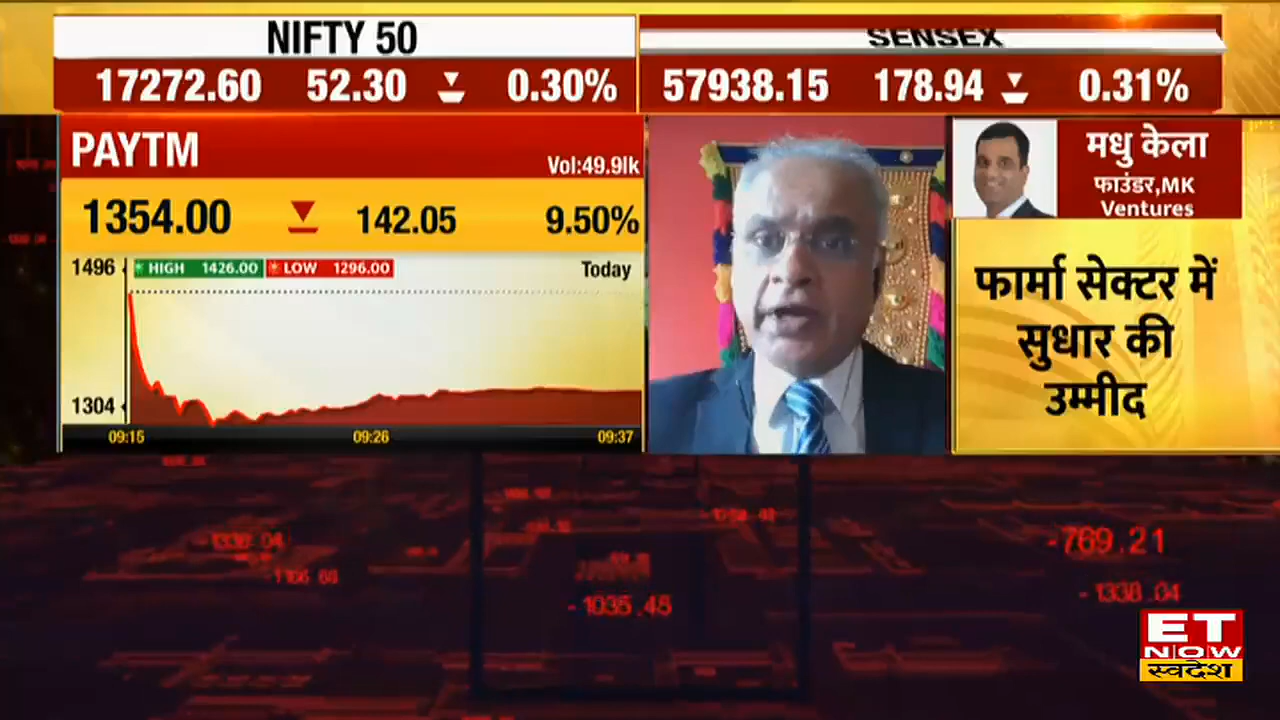 NIFTY 50
17272.60 52.30 0.30%
SENSEX
57938.15 178.94 0.31%
PAYTM
Vol:49.9lk
1354.00 142.05 9.50%
1496
HIGH 1426.00 LOW 1296.00
Today
1304
09:15 09:26 09:37
मधु केला
फाउंडर,MK
Ventures
फार्मा सेक्टर में
सुधार की
उम्मीद
-769.21
-1338.04
-1035.48
ET
NOW
स्वदेश